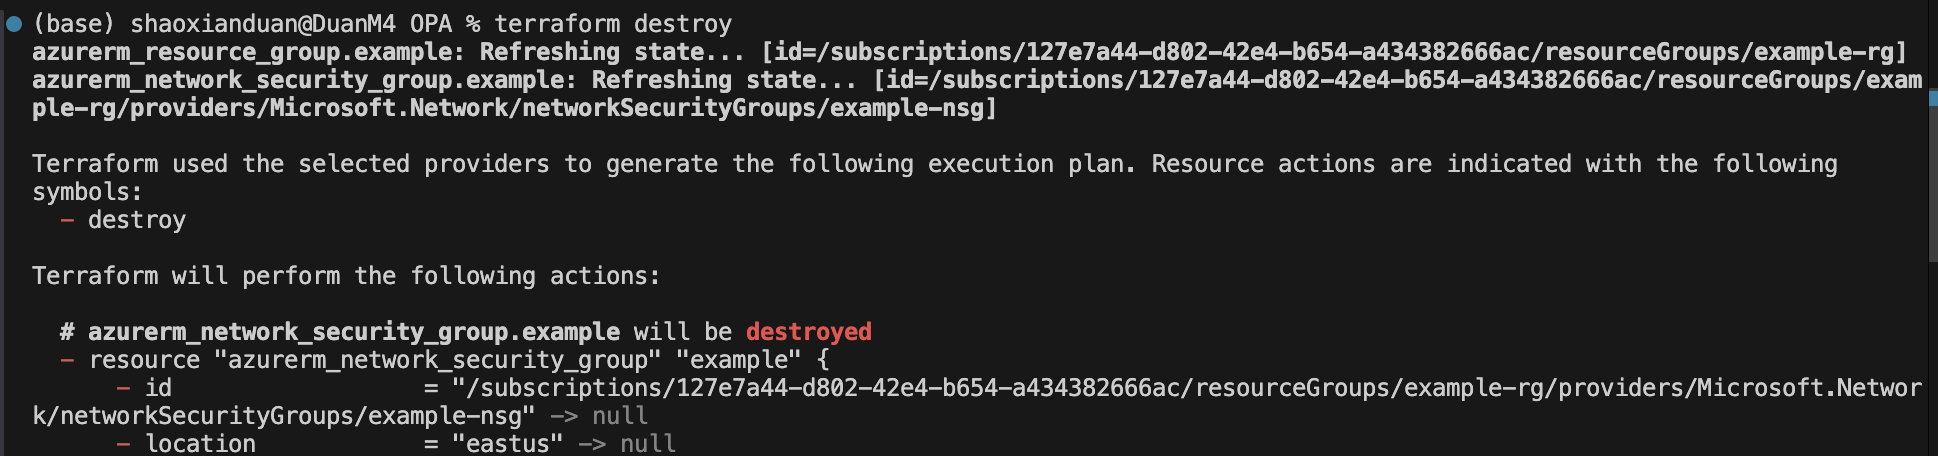 (base) shaoxianduan@DuanM4 OPA % terraform destroy
azurerm_resource_group.example: Refreshing state... [id=/subscriptions/127e7a44-d802-42e4-b654-a434382666ac/resourceGroups/example-rg]
azurerm_network_security_group.example: Refreshing state... [id=/subscriptions/127e7a44-d802-42e4-b654-a434382666ac/resourceGroups/exam
ple-rg/providers/Microsoft.Network/networkSecurityGroups/example-nsg]

Terraform used the selected providers to generate the following execution plan. Resource actions are indicated with the following
symbols:
  - destroy

Terraform will perform the following actions:

  # azurerm_network_security_group.example will be destroyed
  - resource "azurerm_network_security_group" "example" {
      - id                  = "/subscriptions/127e7a44-d802-42e4-b654-a434382666ac/resourceGroups/example-rg/providers/Microsoft.Networ
k/networkSecurityGroups/example-nsg" -> null
      - location            = "eastus" -> null